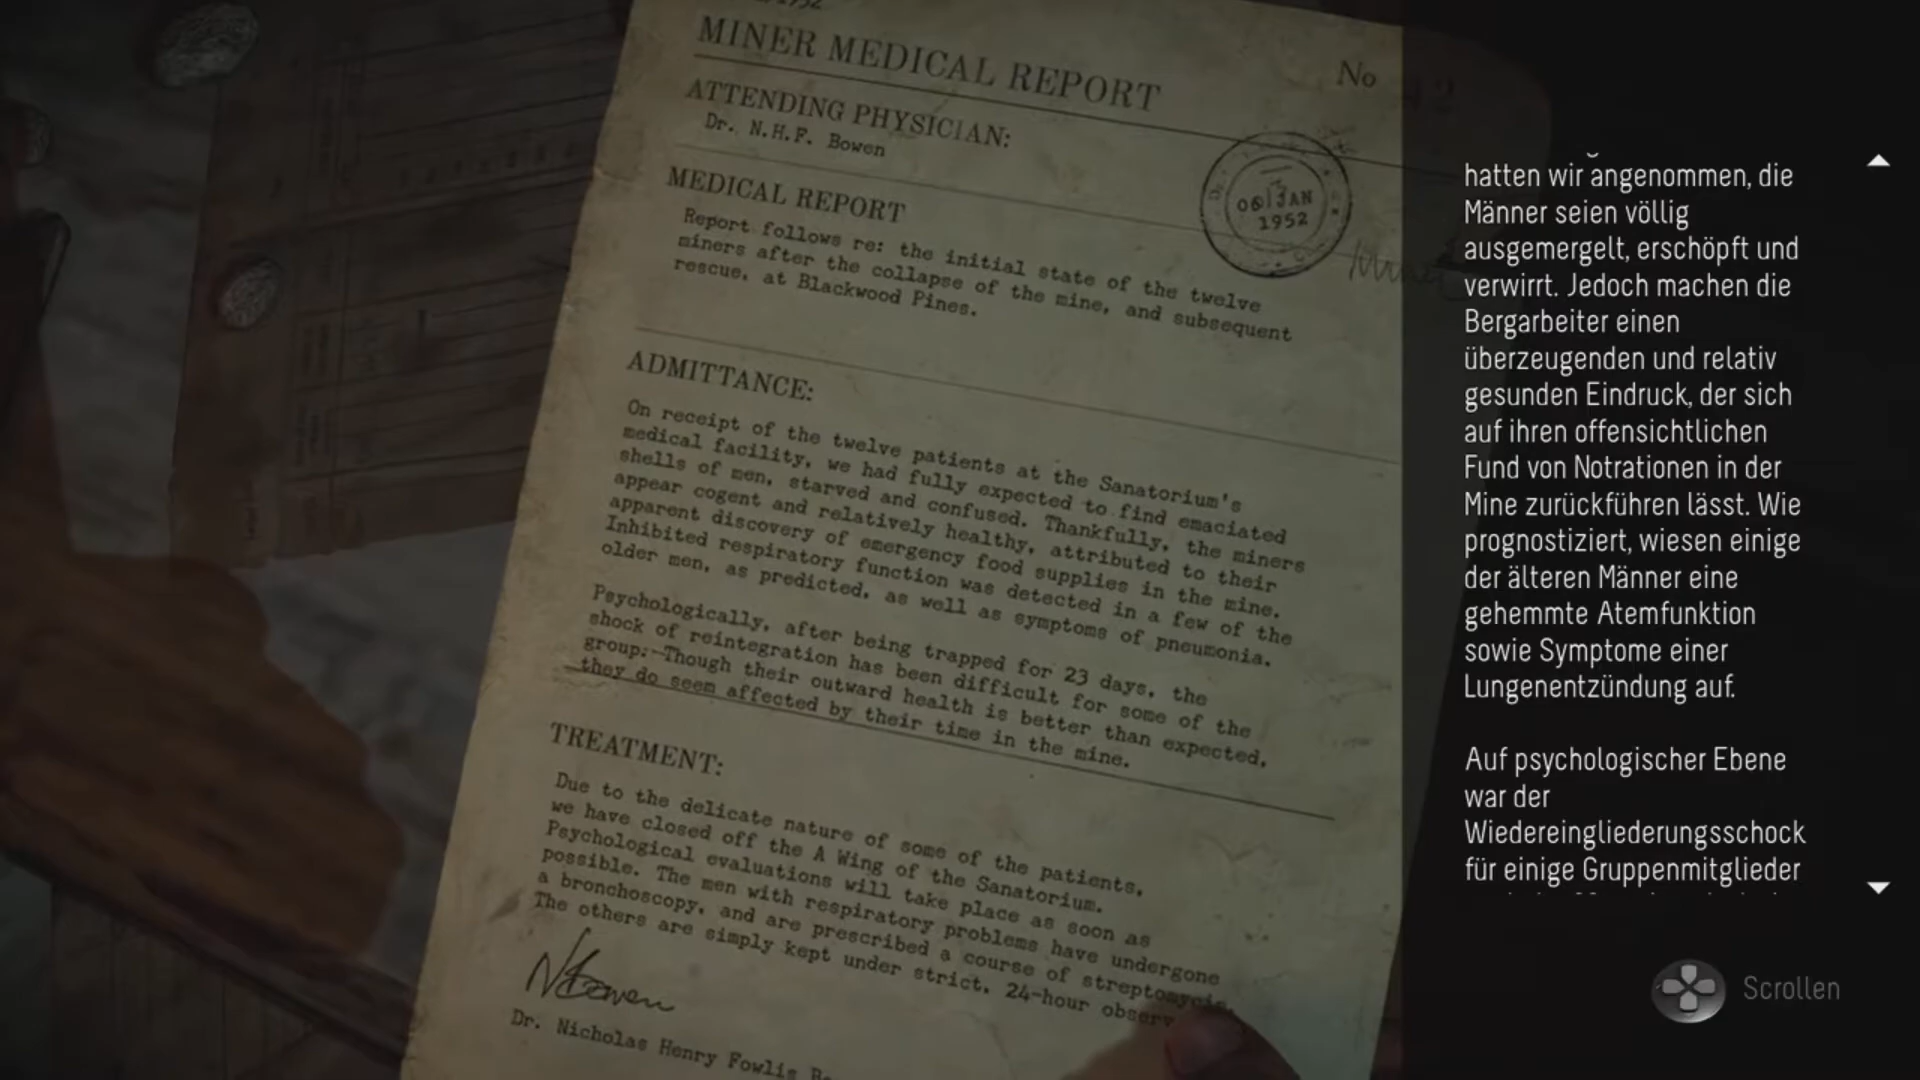 MINER MEDICAL REPORT
No
ATTENDING PHYSICIAN:
Dr. N.H.F. Bowen
JAN
1952
MEDICAL REPORT
Report follows re: the initial state of the twelve
miners after the collapse of the mine, and subsequent
rescue, at Blackwood Pines.
ADMITTANCE:
On receipt of the twelve patients at the Sanatorium's
medical facility, we had fully expected to find emaciated
shells of men, starved and confused. Thankfully, the miners
appear cogent and relatively healthy, attributed to their
apparent discovery of emergency food supplies in the mine.
Inhibited respiratory function was detected in a few of the
older men, as predicted, as well as symptoms of pneumonia.
Psychologically, after being trapped for 23 days, the
shock of reintegration has been difficult for some of the
group: Though their outward health is better than expected,
they do seem affected by their time in the mine.
TREATMENT:
Due to the delicate nature of some of the patients,
we have closed off the A Wing of the Sanatorium.
Psychological evaluations will take place as soon as
possible. The men with respiratory problems have undergone
a bronchoscopy, and are prescribed a course of streptomycin.
The others are simply kept under strict, 24-hour observ
NBowen
Dr. Nicholas Henry Fowlis
hatten wir angenommen, die
Männer seien völlig
ausgemergelt, erschöpft und
verwirrt. Jedoch machen die
Bergarbeiter einen
überzeugenden und relativ
gesunden Eindruck, der sich
auf ihren offensichtlichen
Fund von Notrationen in der
Mine zurückführen lässt. Wie
prognostiziert, wiesen einige
der älteren Männer eine
gehemmte Atemfunktion
sowie Symptome einer
Lungenentzündung auf.
Auf psychologischer Ebene
war der
Wiedereingliederungsschock
für einige Gruppenmitglieder
Scrollen